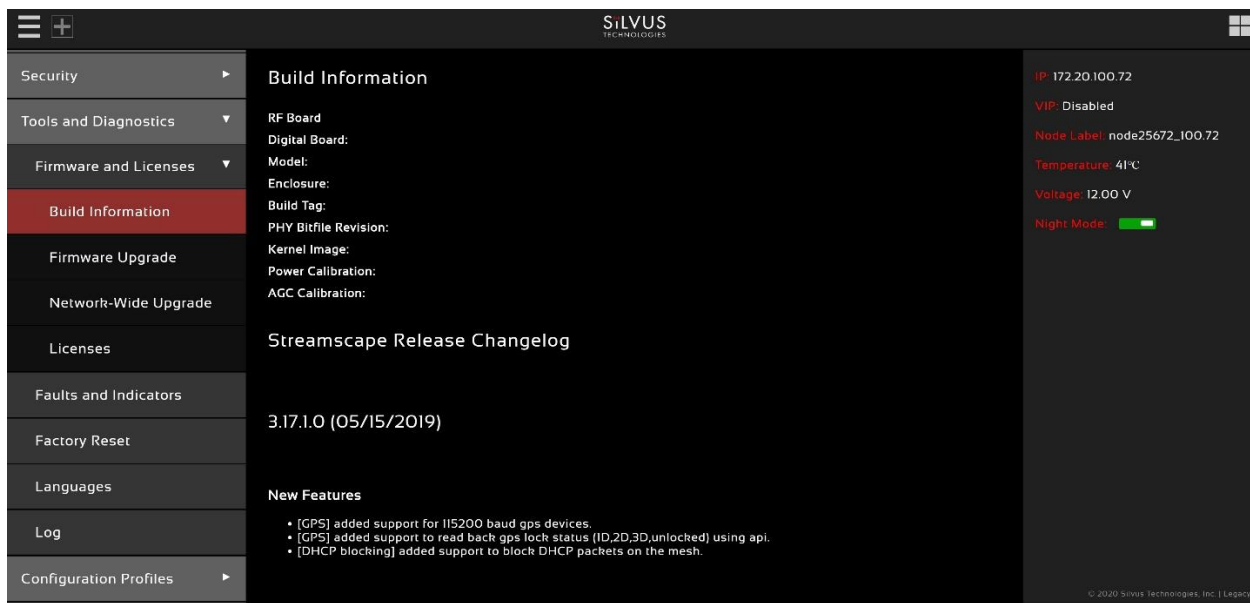 SiLVUS
TECHNOLOGIES
Security
Tools and Diagnostics
Firmware and Licenses
Build Information
Firmware Upgrade
Network-Wide Upgrade
Licenses
Faults and Indicators
Factory Reset
Languages
Log
Configuration Profiles
Build Information
RF Board
Digital Board:
Model:
Enclosure:
Build Tag:
PHY Bitfile Revision:
Kernel Image:
Power Calibration:
AGC Calibration:
Streamscape Release Changelog
3.17.1.0 (05/15/2019)
New Features
• [GPS] added support for 115200 baud gps devices.
• [GPS] added support to read back gps lock status (1D,2D,3D,unlocked) using api.
• [DHCP blocking] added support to block DHCP packets on the mesh.
IP: 172.20.100.72
VIP: Disabled
Node Label: node25672_100.72
Temperature: 41°C
Voltage: 12.00 V
Night Mode:
© 2020 Silvus Technologies, Inc. | Legacy